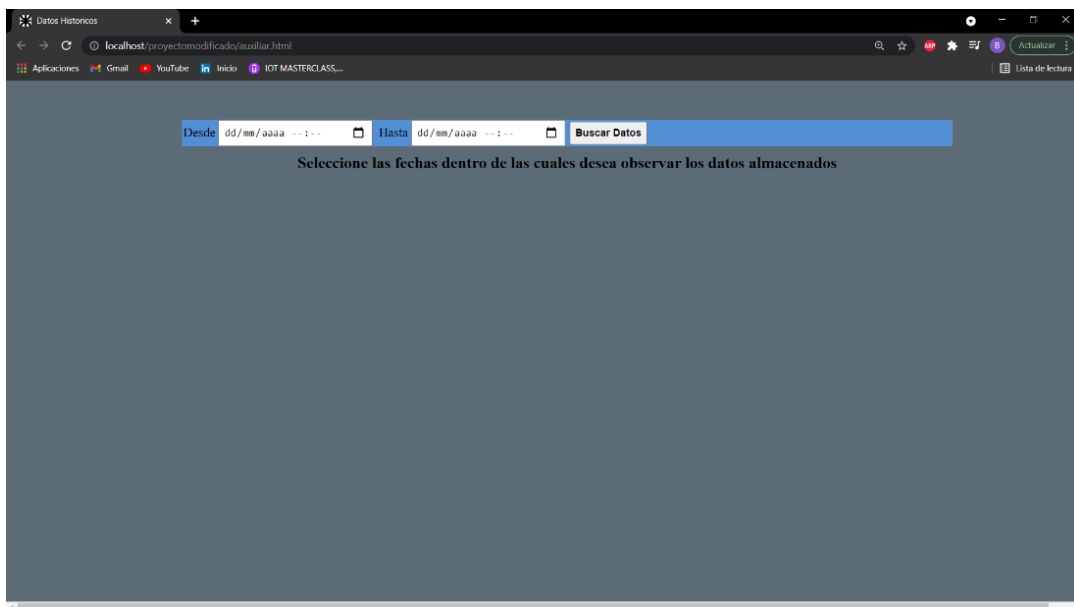 Datos Historicos
localhost/proyectomodificado/auxiliar.html
ABP B Actualizar
Aplicaciones Gmail YouTube in Inicio IOT MASTERCLASS,... Lista de lectura
Desde dd/mm/aaaa --:-- Hasta dd/mm/aaaa --:-- Buscar Datos
Seleccione las fechas dentro de las cuales desea observar los datos almacenados